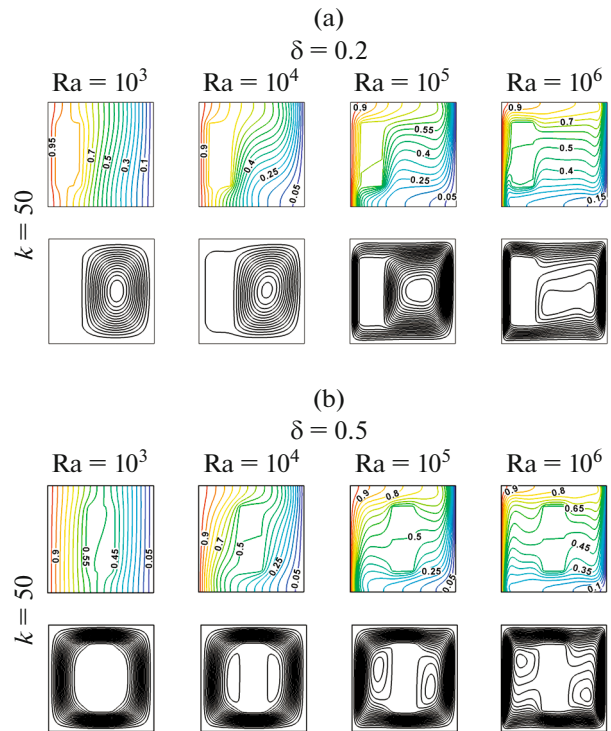 (a)
δ = 0.2
Ra = 10³ Ra = 10⁴ Ra = 10⁵ Ra = 10⁶
0.95 0.7 0.5 0.3 0.1
0.9 0.4 0.25 0.05
0.9 0.55 0.4 0.25 0.05
0.9 0.7 0.5 0.4 0.15
k = 50
(b)
δ = 0.5
Ra = 10³ Ra = 10⁴ Ra = 10⁵ Ra = 10⁶
0.9 0.55 0.45 0.05
0.9 0.7 0.5 0.25 0.05
0.9 0.8 0.5 0.25 0.05
0.9 0.8 0.65 0.45 0.35 0.1
k = 50